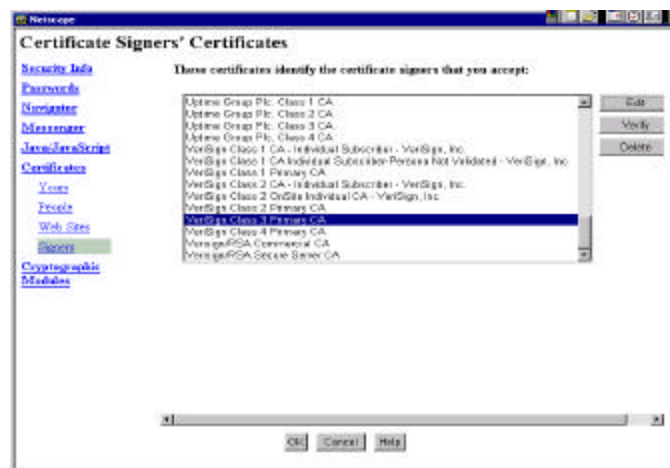 Netscape
Certificate Signers' Certificates
Security Info
Passwords
Navigator
Messenger
Java/JavaScript
Certificates
Yours
People
Web Sites
Signers
Cryptographic
Modules
These certificates identify the certificate signers that you accept:
Uptime Group Plc. Class 1 CA
Uptime Group Plc. Class 2 CA
Uptime Group Plc. Class 3 CA
Uptime Group Plc. Class 4 CA
VeriSign Class 1 CA - Individual Subscriber - VeriSign, Inc.
VeriSign Class 1 CA Individual Subscriber-Persona Not Validated - VeriSign, Inc.
VeriSign Class 1 Primary CA
VeriSign Class 2 CA - Individual Subscriber - VeriSign, Inc.
VeriSign Class 2 OnSite Individual CA - VeriSign, Inc.
VeriSign Class 2 Primary CA
VeriSign Class 3 Primary CA
VeriSign Class 4 Primary CA
Verisign/RSA Commercial CA
Verisign/RSA Secure Server CA
Edit
Verify
Delete
OK Cancel Help